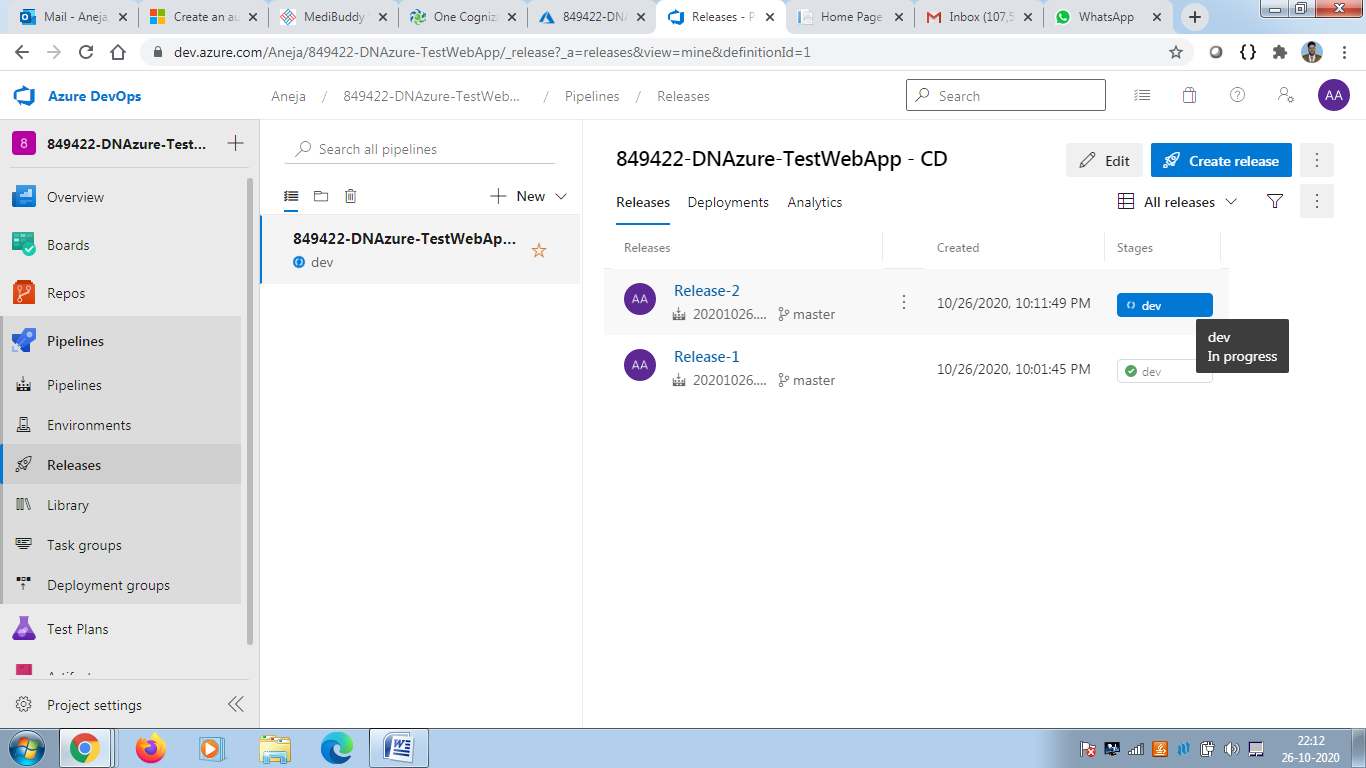 Mail - Aneja,
Create an au
MediBuddy
One Cogniza
849422-DNA
Releases - P
Home Page
Inbox (107,5
WhatsApp
dev.azure.com/Aneja/849422-DNAzure-TestWebApp/_release?_a=releases&view=mine&definitionId=1
Azure DevOps
Aneja / 849422-DNAzure-TestWeb... / Pipelines / Releases
Search
AA
8 849422-DNAzure-Test...
Overview
Boards
Repos
Pipelines
Pipelines
Environments
Releases
Library
Task groups
Deployment groups
Test Plans
Project settings
Search all pipelines
New
849422-DNAzure-TestWebAp...
dev
849422-DNAzure-TestWebApp - CD
Edit
Create release
Releases Deployments Analytics
All releases
Releases Created Stages
AA Release-2 10/26/2020, 10:11:49 PM dev
20201026.... master
dev
In progress
AA Release-1 10/26/2020, 10:01:45 PM dev
20201026.... master
22:12
26-10-2020